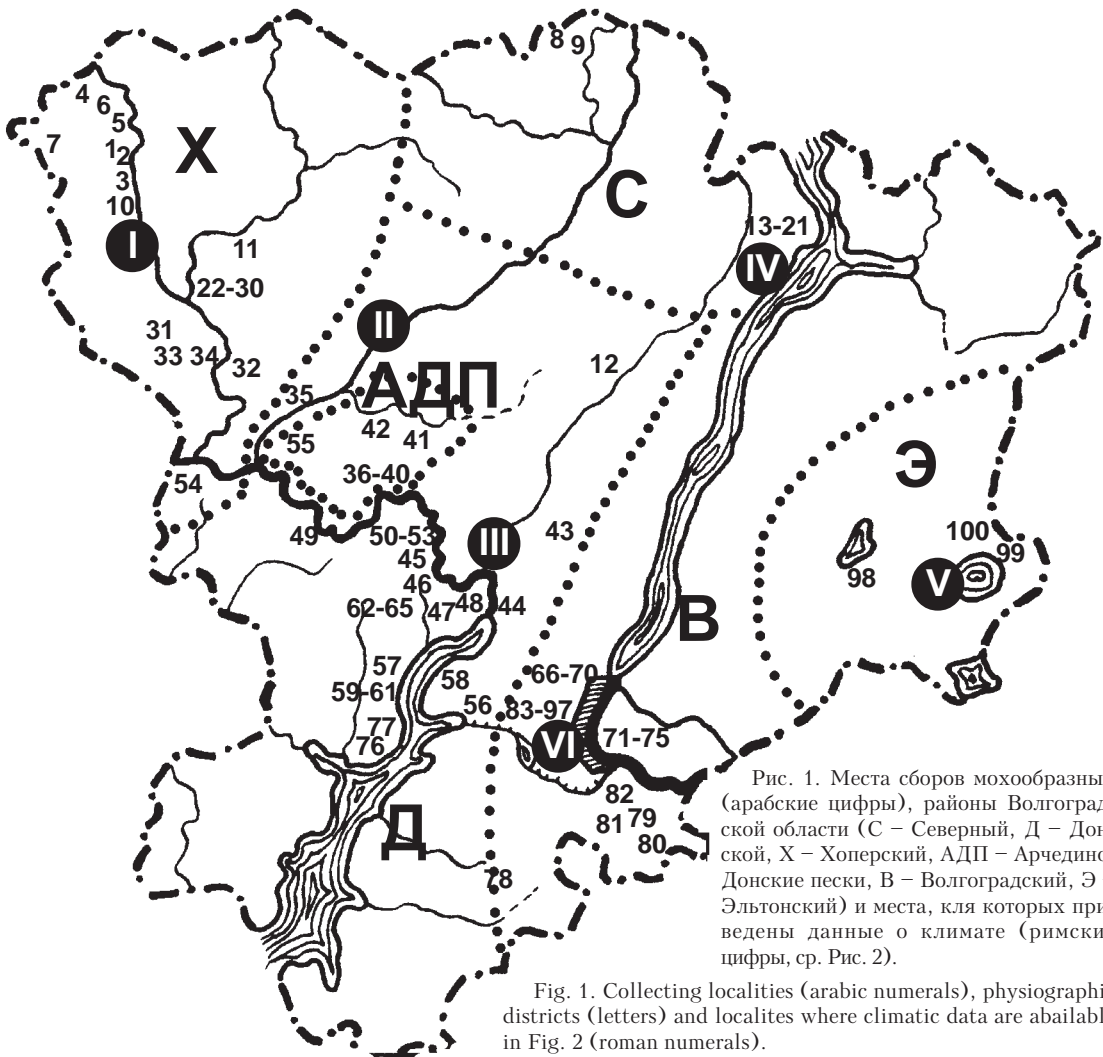 8 9
4
6
5
7
X
1
2
3
С
10
13-21
I
11
IV
22-30
II
31
33 34
32
12
АДП
35
42
41
55
Э
36-40
54
100
49
50-53
III
43
99
45
98
V
46
62-65
47
48
44
В
57
58
66-70
59-61
56
83-97
77
VI
71-75
76
82
Д
81
79
80
78
Рис. 1. Места сборов мохообразны
(арабские цифры), районы Волгоград
ской области (С – Северный, Д – Дон
ской, Х – Хоперский, АДП – Арчедино
Донские пески, В – Волгоградский, Э
Эльтонский) и места, кля которых при
ведены данные о климате (римски
цифры, ср. Рис. 2).
Fig. 1. Collecting localities (arabic numerals), physiographi
districts (letters) and localites where climatic data are abailabl
in Fig. 2 (roman numerals).